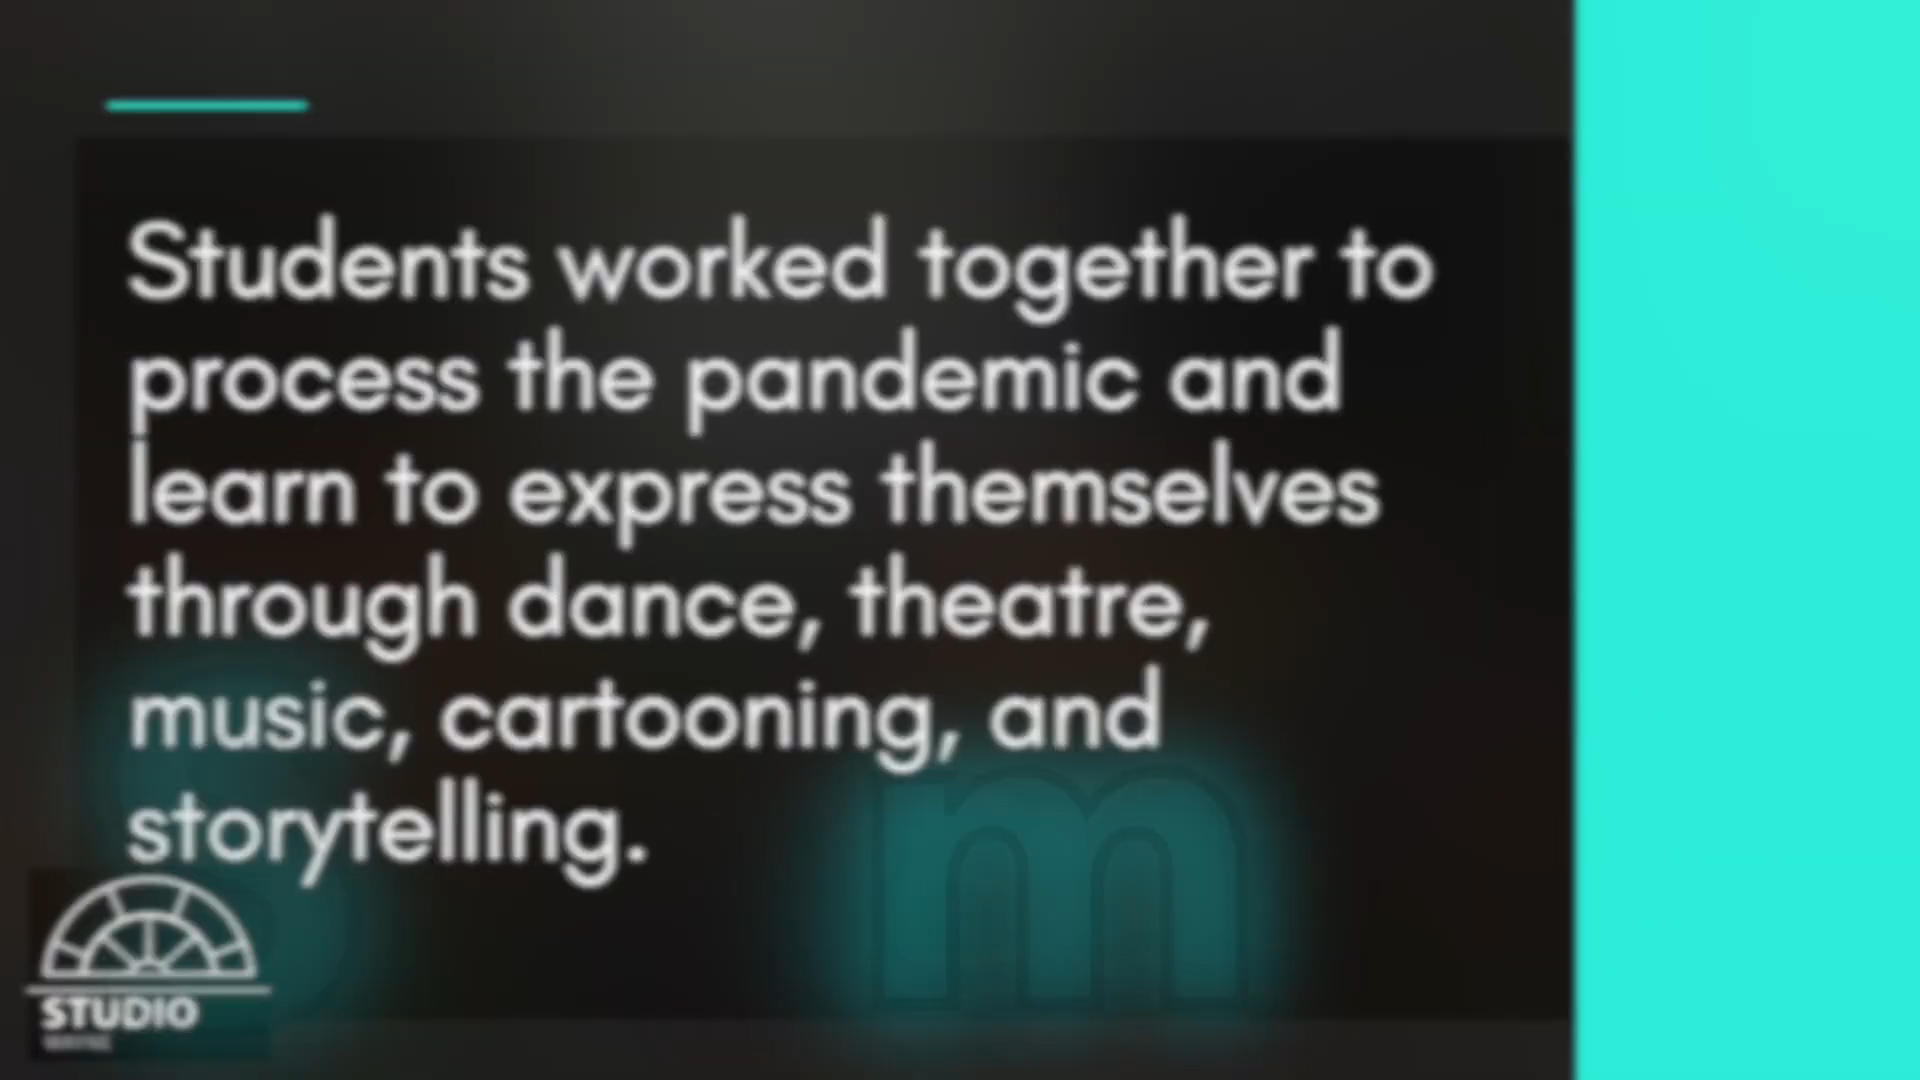 Students worked together to
process the pandemic and
learn to express themselves
through dance, theatre,
music, cartooning, and
storytelling.
m
STUDIO